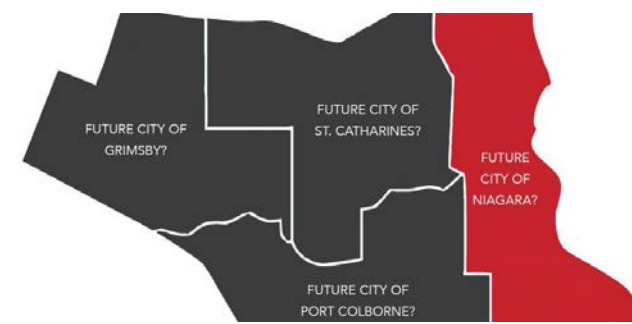 FUTURE CITY OF
GRIMSBY?
FUTURE CITY OF
ST. CATHARINES?
FUTURE
CITY OF
NIAGARA?
FUTURE CITY OF
PORT COLBORNE?